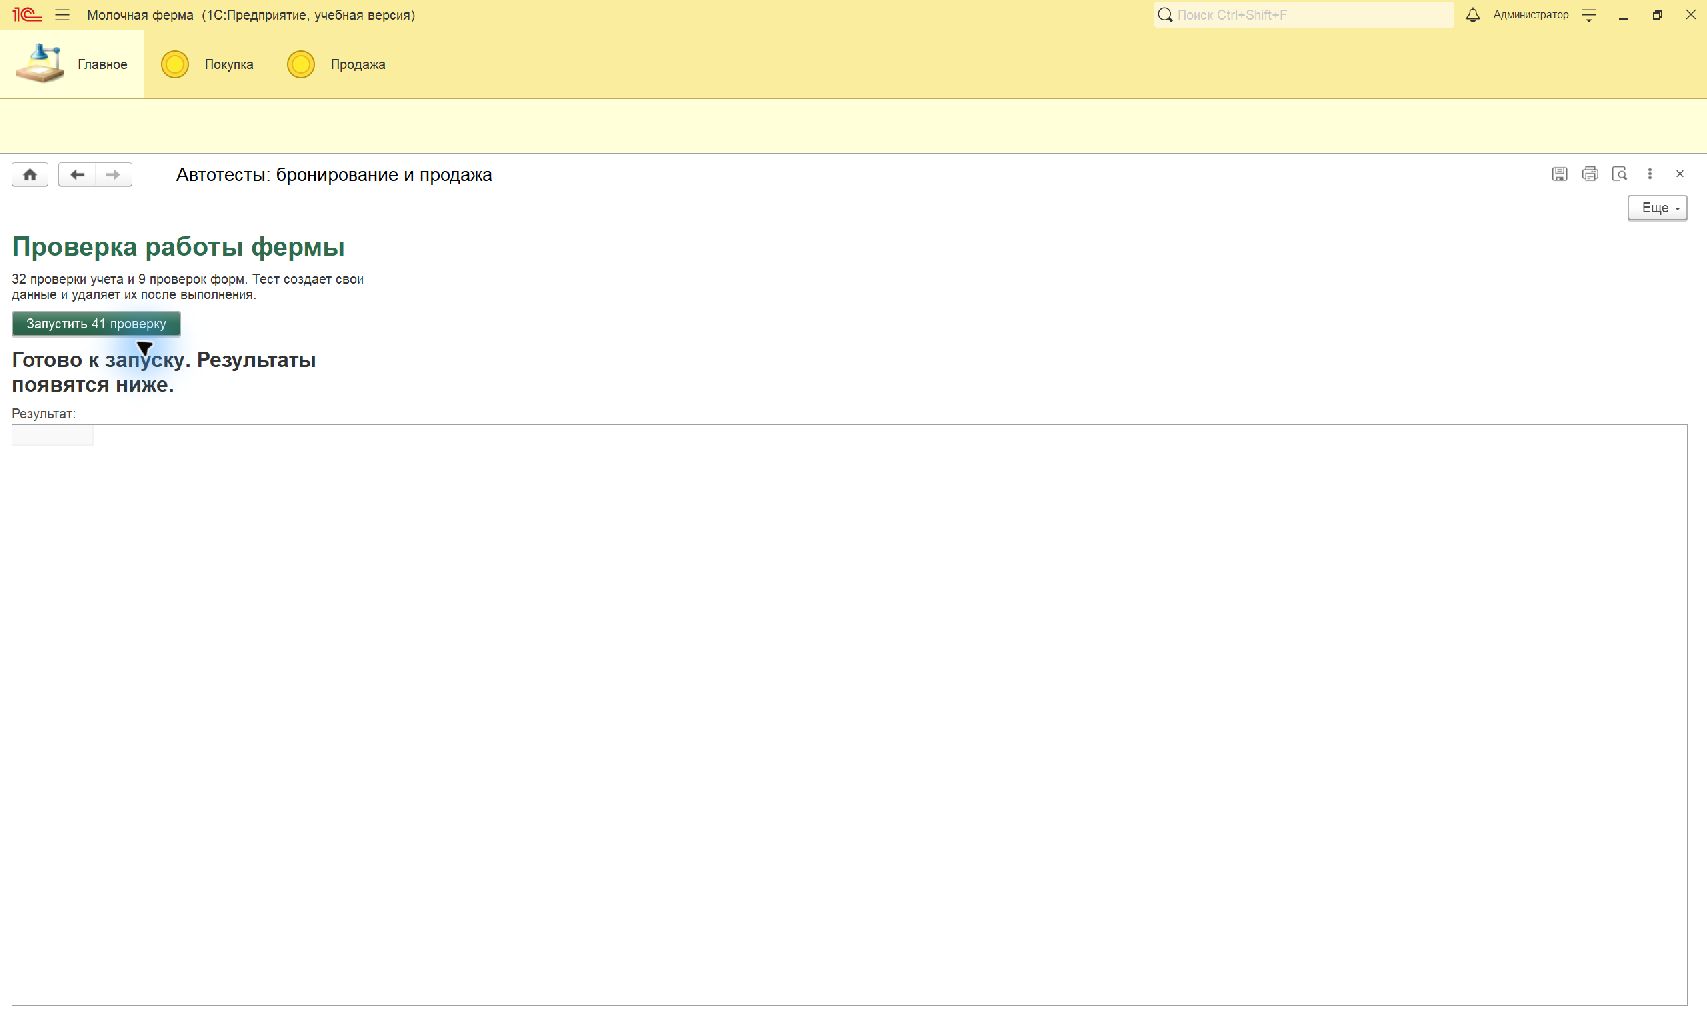 1С Молочная ферма (1С:Предприятие, учебная версия) Поиск Ctrl+Shift+F Администратор
Главное Покупка Продажа
Автотесты: бронирование и продажа
Еще
Проверка работы фермы
32 проверки учета и 9 проверок форм. Тест создает свои
данные и удаляет их после выполнения.
Запустить 41 проверку
Готово к запуску. Результаты
появятся ниже.
Результат: